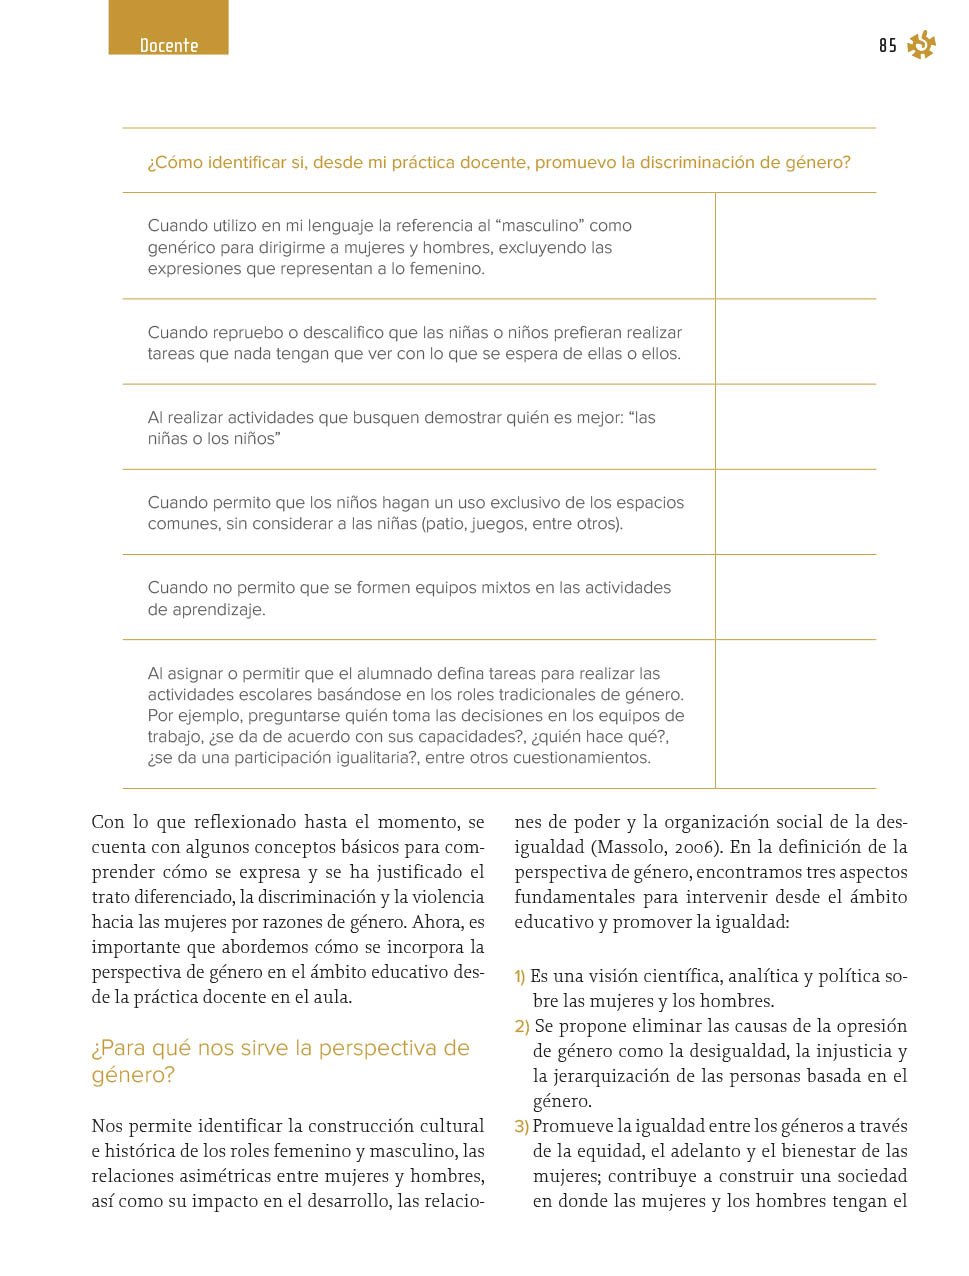 Docente
85
¿Cómo identificar si, desde mi práctica docente, promuevo la discriminación de género?
Cuando utilizo en mi lenguaje la referencia al “masculino” como
genérico para dirigirme a mujeres y hombres, excluyendo las
expresiones que representan a lo femenino.
Cuando repruebo o descalifico que las niñas o niños prefieran realizar
tareas que nada tengan que ver con lo que se espera de ellas o ellos.
Al realizar actividades que busquen demostrar quién es mejor: “las
niñas o los niños”
Cuando permito que los niños hagan un uso exclusivo de los espacios
comunes, sin considerar a las niñas (patio, juegos, entre otros).
Cuando no permito que se formen equipos mixtos en las actividades
de aprendizaje.
Al asignar o permitir que el alumnado defina tareas para realizar las
actividades escolares basándose en los roles tradicionales de género.
Por ejemplo, preguntarse quién toma las decisiones en los equipos de
trabajo, ¿se da de acuerdo con sus capacidades?, ¿quién hace qué?,
¿se da una participación igualitaria?, entre otros cuestionamientos.
Con lo que reflexionado hasta el momento, se
cuenta con algunos conceptos básicos para com-
prender cómo se expresa y se ha justificado el
trato diferenciado, la discriminación y la violencia
hacia las mujeres por razones de género. Ahora, es
importante que abordemos cómo se incorpora la
perspectiva de género en el ámbito educativo des-
de la práctica docente en el aula.
¿Para qué nos sirve la perspectiva de
género?
Nos permite identificar la construcción cultural
e histórica de los roles femenino y masculino, las
relaciones asimétricas entre mujeres y hombres,
así como su impacto en el desarrollo, las relacio-
nes de poder y la organización social de la des-
igualdad (Massolo, 2006). En la definición de la
perspectiva de género, encontramos tres aspectos
fundamentales para intervenir desde el ámbito
educativo y promover la igualdad:
1) Es una visión científica, analítica y política so-
bre las mujeres y los hombres.
2) Se propone eliminar las causas de la opresión
de género como la desigualdad, la injusticia y
la jerarquización de las personas basada en el
género.
3) Promueve la igualdad entre los géneros a través
de la equidad, el adelanto y el bienestar de las
mujeres; contribuye a construir una sociedad
en donde las mujeres y los hombres tengan el